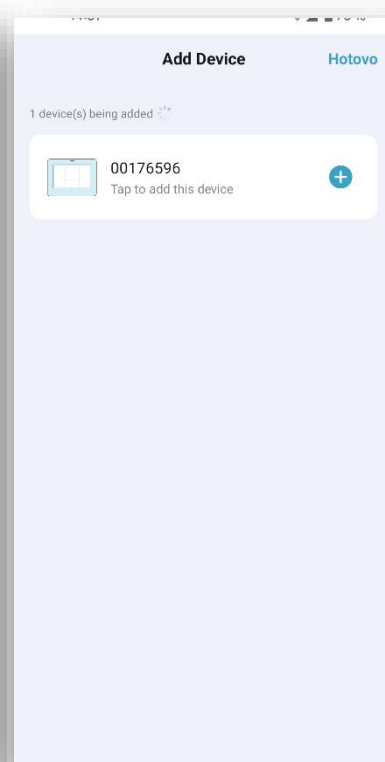 Add Device
Hotovo
1 device(s) being added
00176596
Tap to add this device